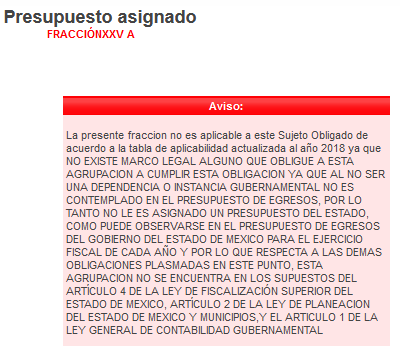 Presupuesto asignado
FRACCIÓNXXV A
Aviso:
La presente fraccion no es aplicable a este Sujeto Obligado de
acuerdo a la tabla de aplicabilidad actualizada al año 2018 ya que
NO EXISTE MARCO LEGAL ALGUNO QUE OBLIGUE A ESTA
AGRUPACION A CUMPLIR ESTA OBLIGACION YA QUE AL NO SER
UNA DEPENDENCIA O INSTANCIA GUBERNAMENTAL NO ES
CONTEMPLADO EN EL PRESUPUESTO DE EGRESOS, POR LO
TANTO NO LE ES ASIGNADO UN PRESUPUESTO DEL ESTADO,
COMO PUEDE OBSERVARSE EN EL PRESUPUESTO DE EGRESOS
DEL GOBIERNO DEL ESTADO DE MEXICO PARA EL EJERCICIO
FISCAL DE CADA AÑO Y POR LO QUE RESPECTA A LAS DEMAS
OBLIGACIONES PLASMADAS EN ESTE PUNTO, ESTA
AGRUPACION NO SE ENCUENTRA EN LOS SUPUESTOS DEL
ARTÍCULO 4 DE LA LEY DE FISCALIZACIÓN SUPERIOR DEL
ESTADO DE MEXICO, ARTÍCULO 2 DE LA LEY DE PLANEACION
DEL ESTADO DE MEXICO Y MUNICIPIOS,Y EL ARTICULO 1 DE LA
LEY GENERAL DE CONTABILIDAD GUBERNAMENTAL